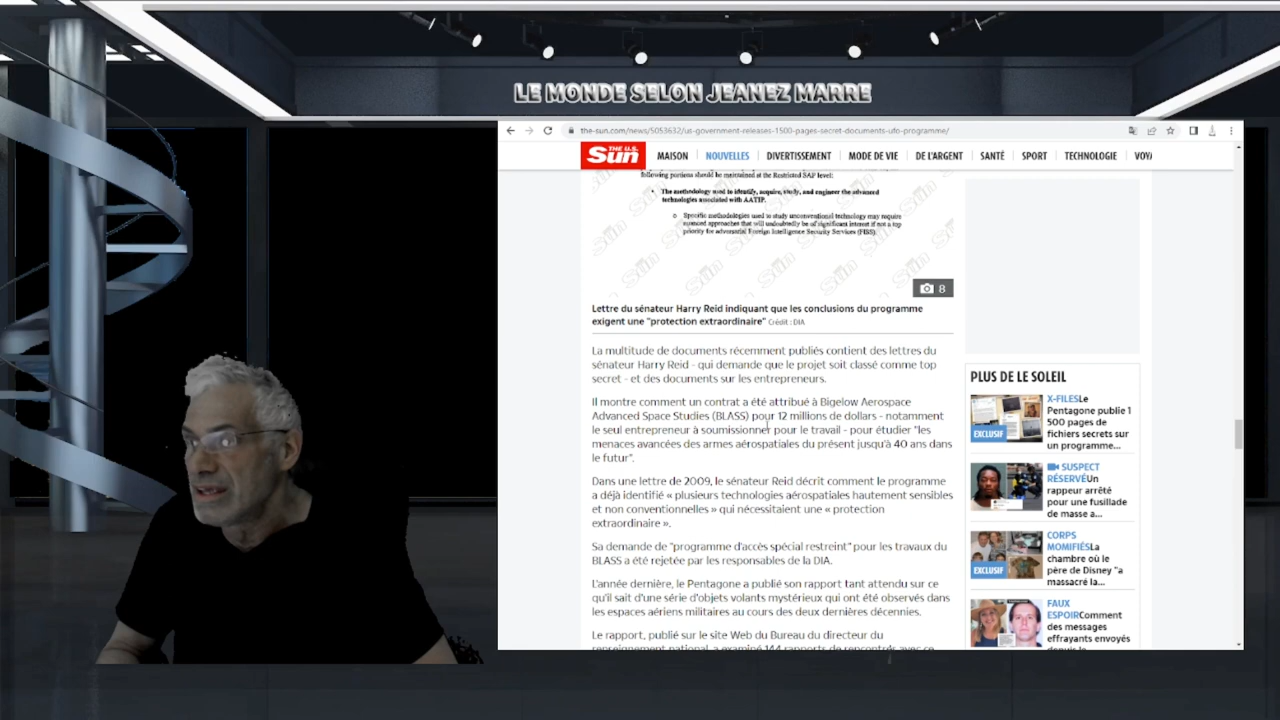 LE MONDE SELON JEANEZ MARRE
the-sun.com/news/5053632/us-government-releases-1500-pages-secret-documents-ufo-programme/
THE U.S. Sun
MAISON NOUVELLES DIVERTISSEMENT MODE DE VIE DE L'ARGENT SANTÉ SPORT TECHNOLOGIE VOYA
following portions should be maintained at the Restricted SAP level:
• The methodology used to identify, acquire, study, and engineer the advanced
technologies associated with AATIP.
o Specific methodologies used to study unconventional technology may require
nuanced approaches that will undoubtedly be of significant interest if not a top
priority for adversarial Foreign Intelligence Security Services (FISS).
8
Lettre du sénateur Harry Reid indiquant que les conclusions du programme
exigent une "protection extraordinaire" Crédit : DIA
La multitude de documents récemment publiés contient des lettres du
sénateur Harry Reid - qui demande que le projet soit classé comme top
secret - et des documents sur les entrepreneurs.
Il montre comment un contrat a été attribué à Bigelow Aerospace
Advanced Space Studies (BLASS) pour 12 millions de dollars - notamment
le seul entrepreneur à soumissionner pour le travail - pour étudier "les
menaces avancées des armes aérospatiales du présent jusqu'à 40 ans dans
le futur".
Dans une lettre de 2009, le sénateur Reid décrit comment le programme
a déjà identifié « plusieurs technologies aérospatiales hautement sensibles
et non conventionnelles » qui nécessitaient une « protection
extraordinaire ».
Sa demande de "programme d'accès spécial restreint" pour les travaux du
BLASS a été rejetée par les responsables de la DIA.
L'année dernière, le Pentagone a publié son rapport tant attendu sur ce
qu'il sait d'une série d'objets volants mystérieux qui ont été observés dans
les espaces aériens militaires au cours des deux dernières décennies.
Le rapport, publié sur le site Web du Bureau du directeur du
renseignement national, a examiné 144 rapports de rencontres avec ce
PLUS DE LE SOLEIL
EXCLUSIF
X-FILESLe
Pentagone publie 1
500 pages de
fichiers secrets sur
un programme...
SUSPECT
RÉSERVÉUn
rappeur arrêté
pour une fusillade
de masse a...
EXCLUSIF
CORPS
MOMIFIÉSLa
chambre où le
père de Disney "a
massacré la...
FAUX
ESPOIRComment
des messages
effrayants envoyés